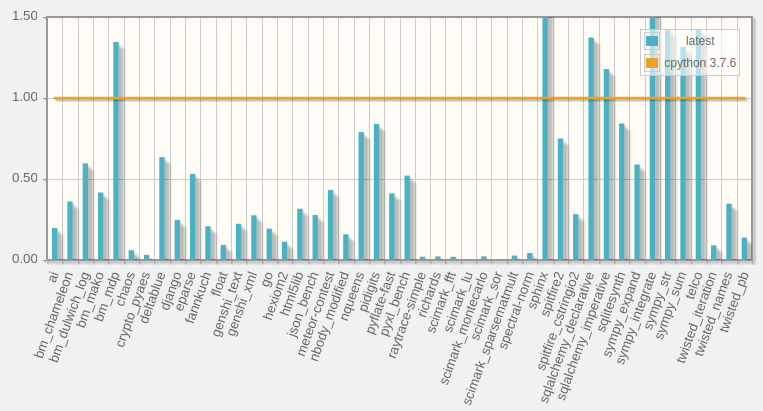 1.50
1.00
0.50
0.00
latest
cpython 3.7.6
ai
bm_chameleon
bm_dulwich_log
bm_mako
bm_mdp
chaos
crypto_pyaes
deltablue
django
eparse
fannkuch
float
genshi_text
genshi_xml
go
hexiom2
html5lib
json_bench
meteor-contest
nbody_modified
nqueens
pidigits
pyflate-fast
pyxl_bench
raytrace-simple
richards
scimark_fft
scimark_lu
scimark_montecarlo
scimark_sor
scimark_sparsematmult
spectral-norm
sphinx
spitfire2
spitfire_cstringio2
sqlalchemy_declarative
sqlalchemy_imperative
sqlitesynth
sympy_expand
sympy_integrate
sympy_str
sympy_sum
telco
twisted_iteration
twisted_names
twisted_pb